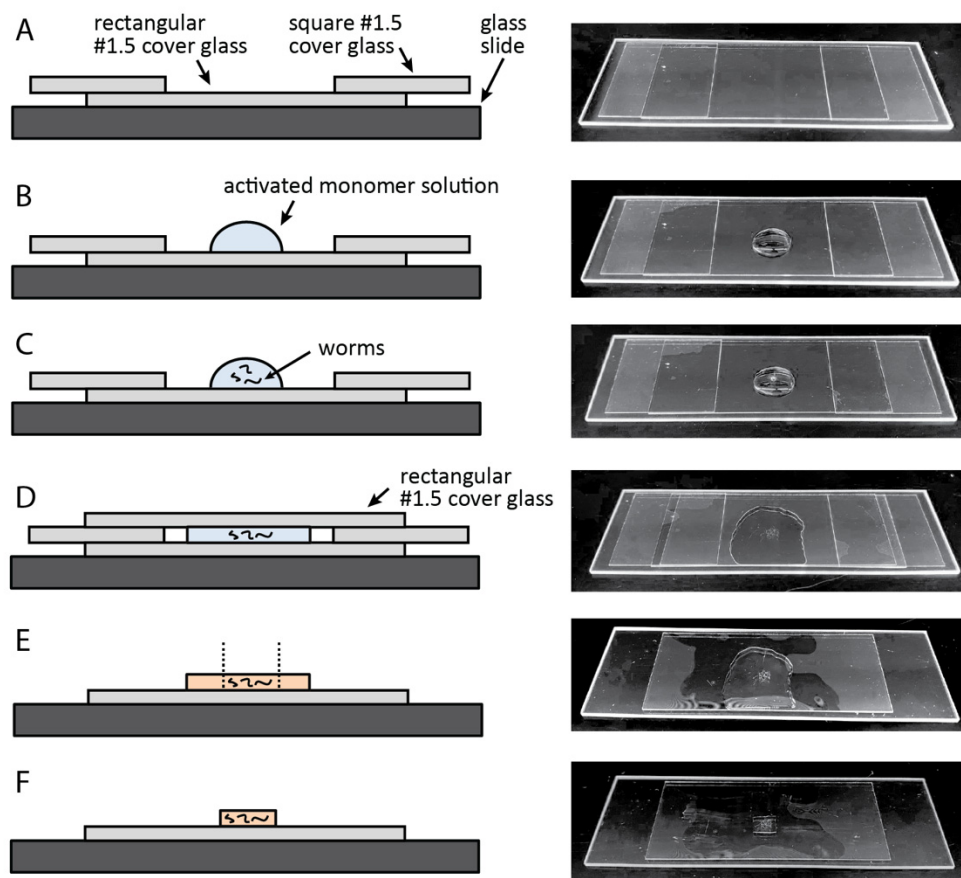 A
rectangular
#1.5 cover glass
square #1.5
cover glass
glass
slide
B
activated monomer solution
C
worms
D
rectangular
#1.5 cover glass
E
F